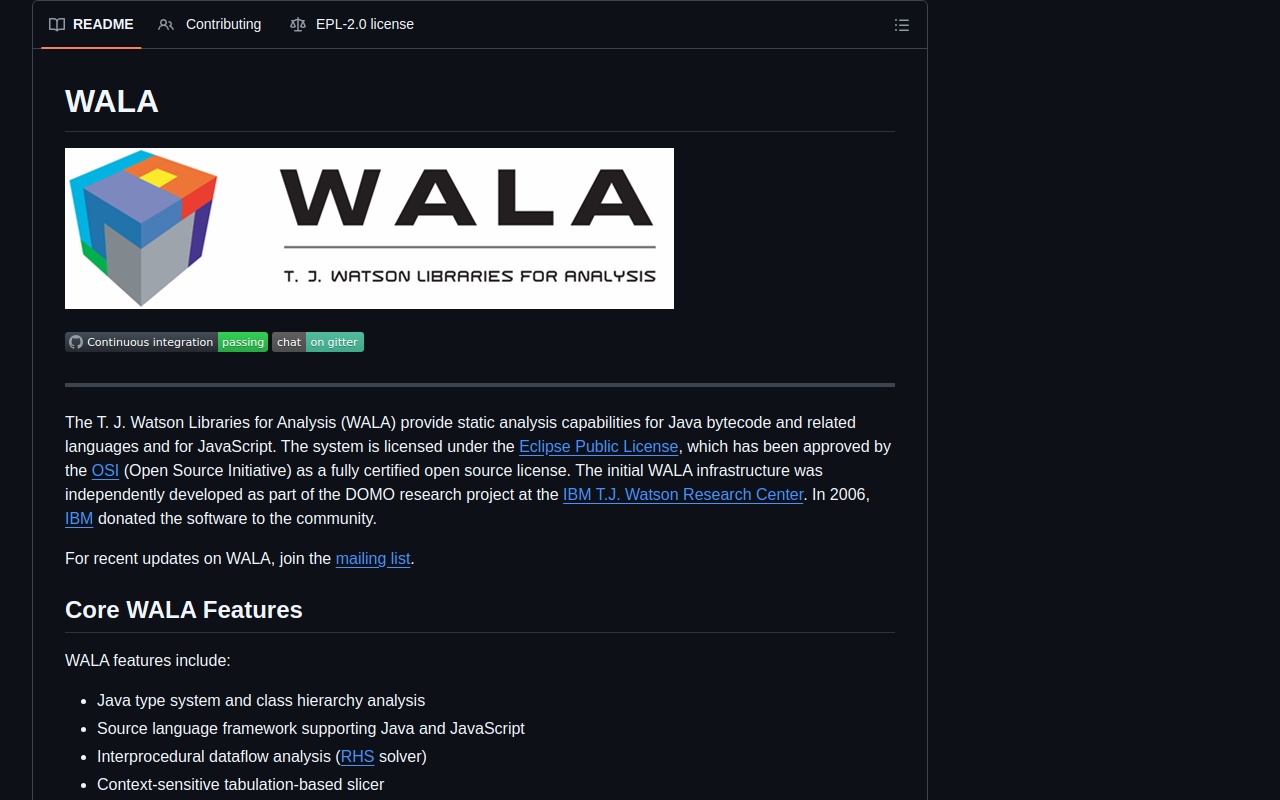 README Contributing EPL-2.0 license
WALA
WALA
T. J. WATSON LIBRARIES FOR ANALYSIS
Continuous integration passing chat on gitter
The T. J. Watson Libraries for Analysis (WALA) provide static analysis capabilities for Java bytecode and related
languages and for JavaScript. The system is licensed under the Eclipse Public License, which has been approved by
the OSI (Open Source Initiative) as a fully certified open source license. The initial WALA infrastructure was
independently developed as part of the DOMO research project at the IBM T.J. Watson Research Center. In 2006,
IBM donated the software to the community.
For recent updates on WALA, join the mailing list.
Core WALA Features
WALA features include:
• Java type system and class hierarchy analysis
• Source language framework supporting Java and JavaScript
• Interprocedural dataflow analysis (RHS solver)
• Context-sensitive tabulation-based slicer